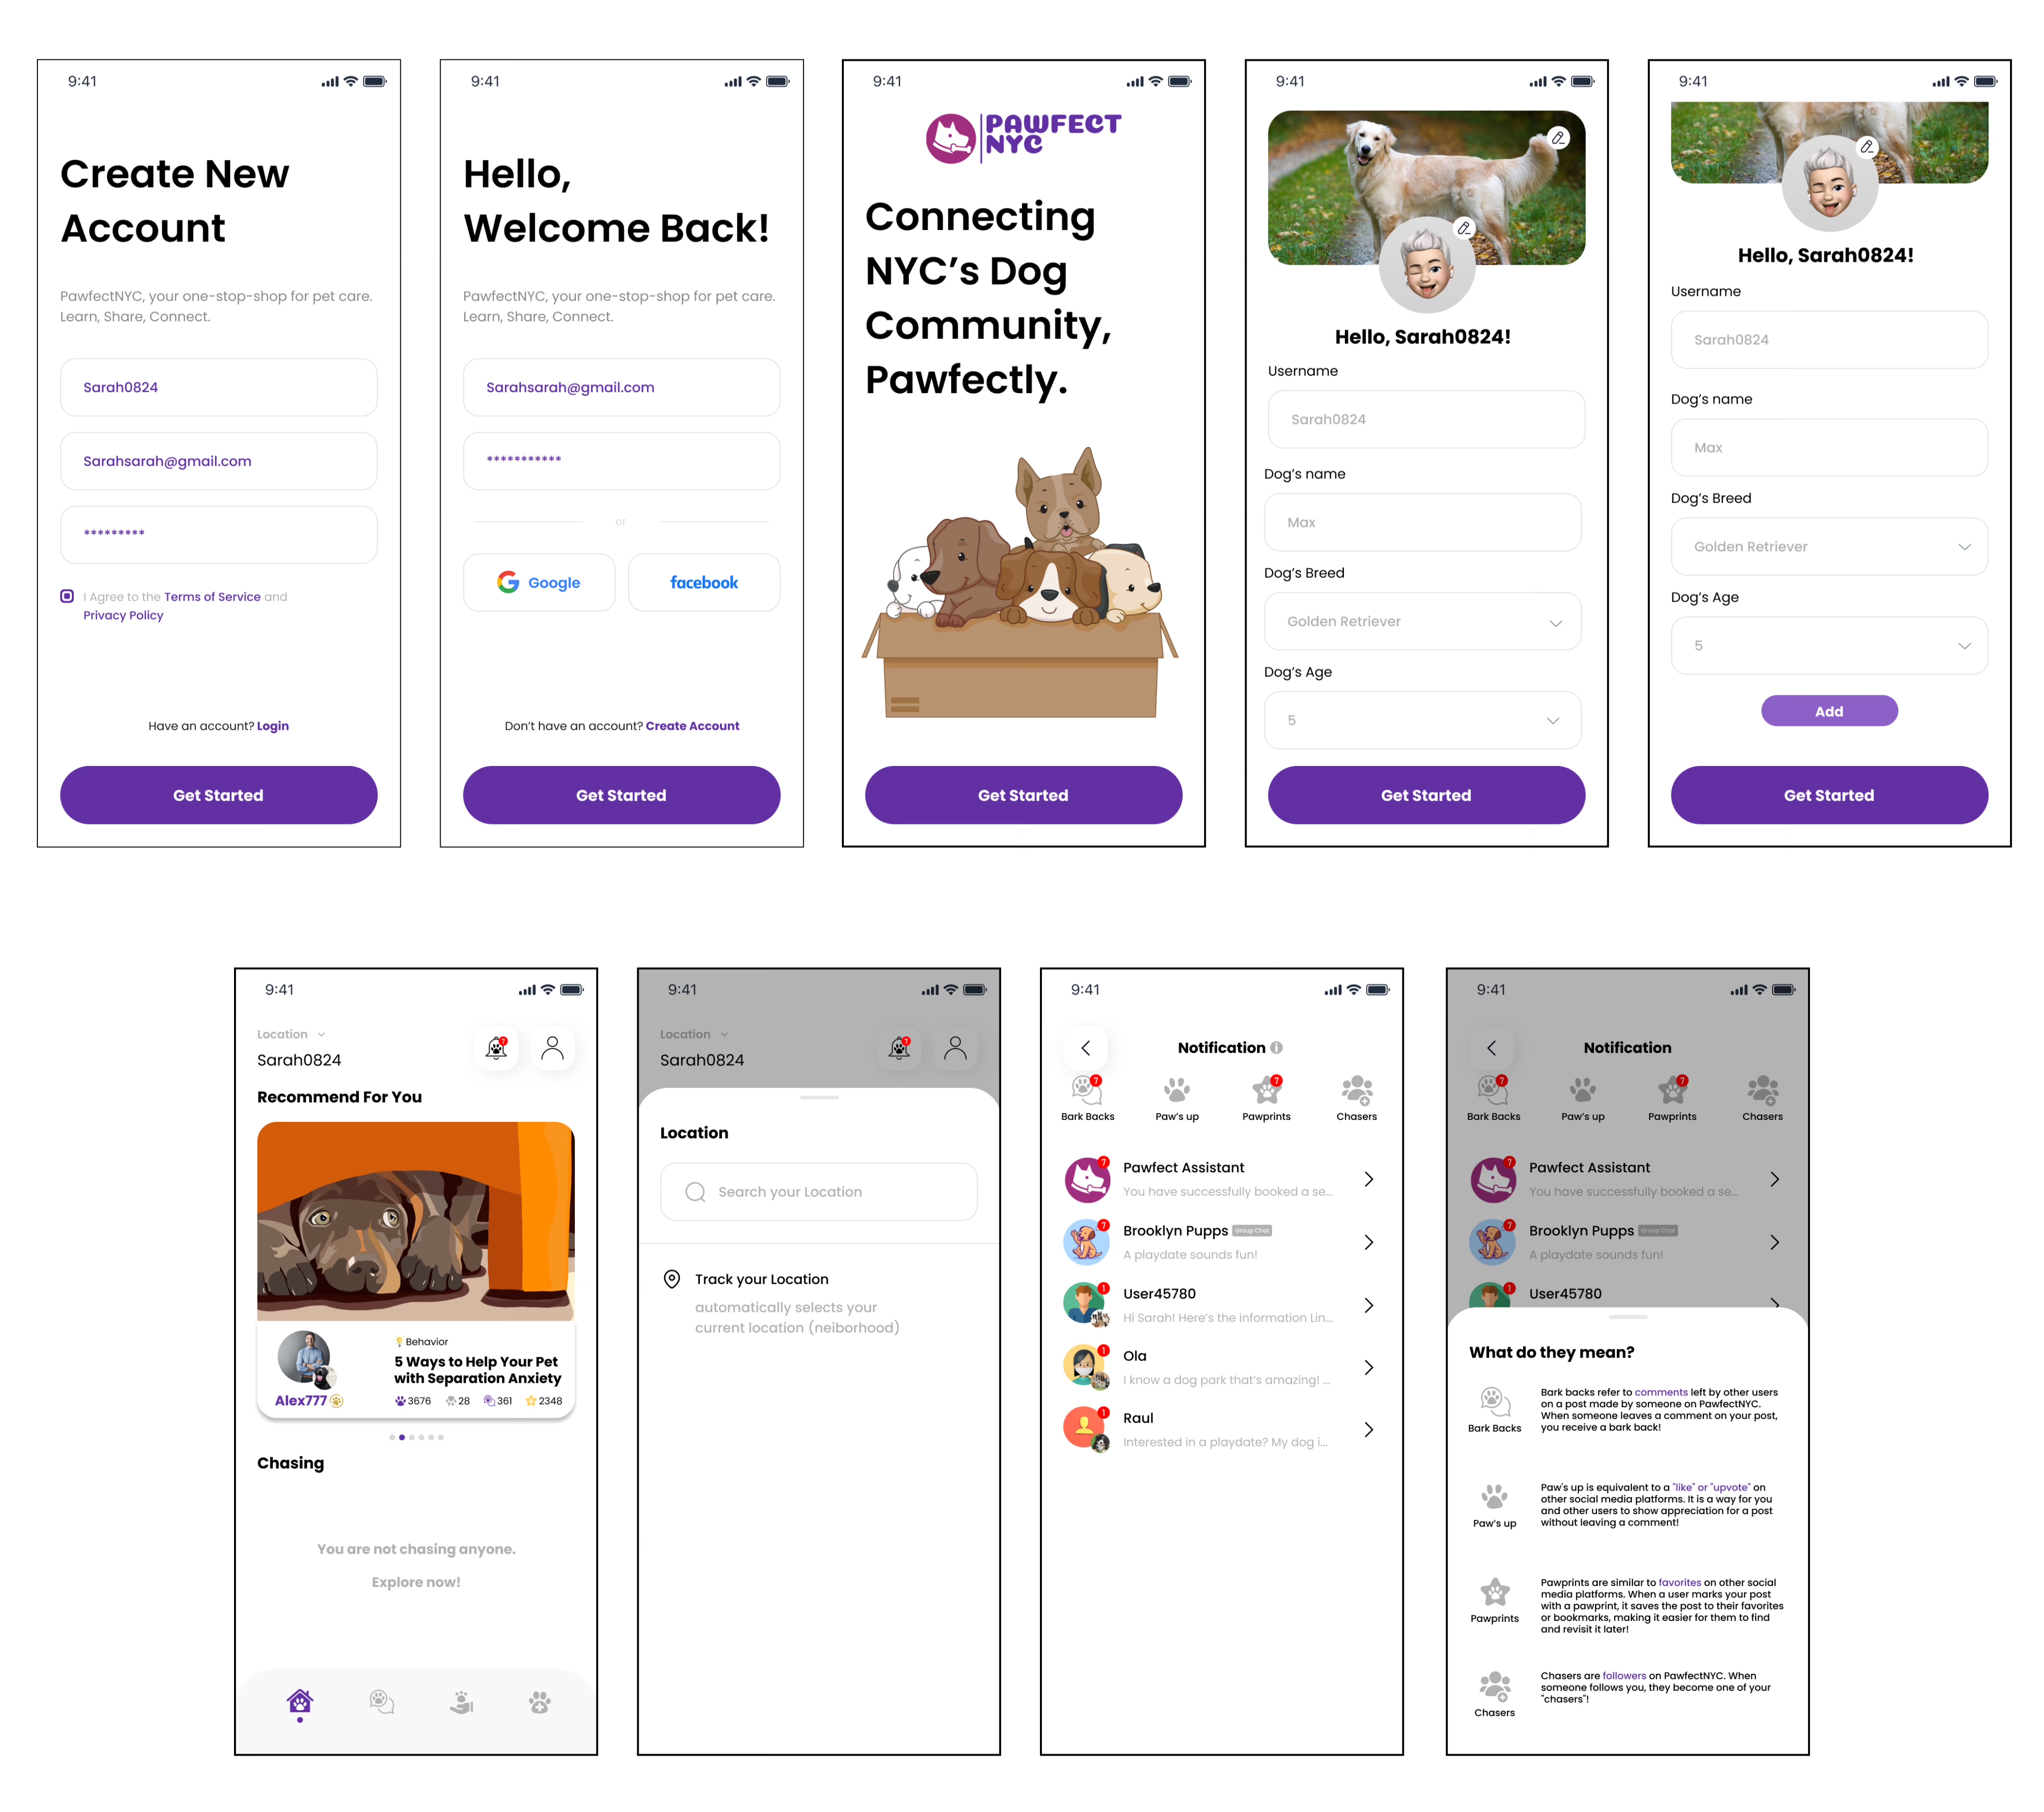 9:41
Create New
Account
PawfectNYC, your one-stop-shop for pet care.
Learn, Share, Connect.
Sarah0824
Sarahsarah@gmail.com
*********
I Agree to the Terms of Service and
Privacy Policy
Have an account? Login
Get Started
9:41
Hello,
Welcome Back!
PawfectNYC, your one-stop-shop for pet care.
Learn, Share, Connect.
Sarahsarah@gmail.com
***********
or
Google
facebook
Don't have an account? Create Account
Get Started
9:41
PAWFECT
NYC
Connecting
NYC's Dog
Community,
Pawfectly.
Get Started
9:41
Hello, Sarah0824!
Username
Sarah0824
Dog's name
Max
Dog's Breed
Golden Retriever
Dog's Age
5
Get Started
9:41
Hello, Sarah0824!
Username
Sarah0824
Dog's name
Max
Dog's Breed
Golden Retriever
Dog's Age
5
Add
Get Started
9:41
Location
Sarah0824
7
Recommend For You
Behavior
5 Ways to Help Your Pet
with Separation Anxiety
Alex777
3676 28 361 2348
Chasing
You are not chasing anyone.
Explore now!
9:41
Location
Sarah0824
7
Location
Search your Location
Track your Location
automatically selects your
current location (neiborhood)
9:41
Notification
7 7
Bark Backs Paw's up Pawprints Chasers
7
Pawfect Assistant
You have successfully booked a se...
7
Brooklyn Pupps Group Chat
A playdate sounds fun!
1
User45780
Hi Sarah! Here's the information Lin...
1
Ola
I know a dog park that's amazing! ...
1
Raul
Interested in a playdate? My dog i...
9:41
Notification
7 7
Bark Backs Paw's up Pawprints Chasers
7
Pawfect Assistant
You have successfully booked a se...
7
Brooklyn Pupps Group Chat
A playdate sounds fun!
1
User45780
What do they mean?
Bark Backs
Bark backs refer to comments left by other users
on a post made by someone on PawfectNYC.
When someone leaves a comment on your post,
you receive a bark back!
Paw's up
Paw's up is equivalent to a "like" or "upvote" on
other social media platforms. It is a way for you
and other users to show appreciation for a post
without leaving a comment!
Pawprints
Pawprints are similar to favorites on other social
media platforms. When a user marks your post
with a pawprint, it saves the post to their favorites
or bookmarks, making it easier for them to find
and revisit it later!
Chasers
Chasers are followers on PawfectNYC. When
someone follows you, they become one of your
"chasers"!